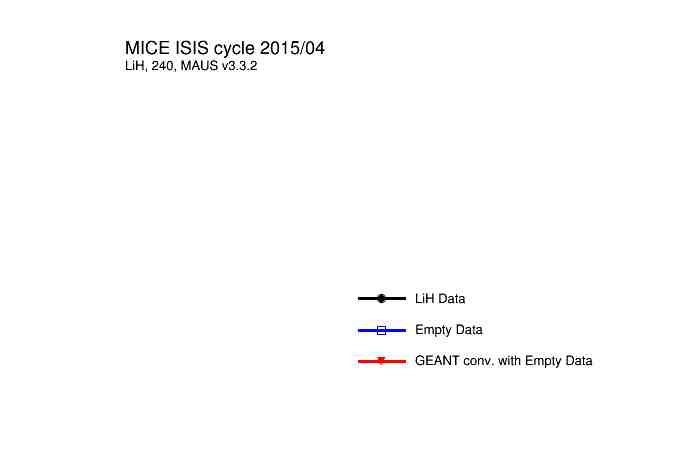 MICE ISIS cycle 2015/04
LiH, 240, MAUS v3.3.2
LiH Data
Empty Data
GEANT conv. with Empty Data